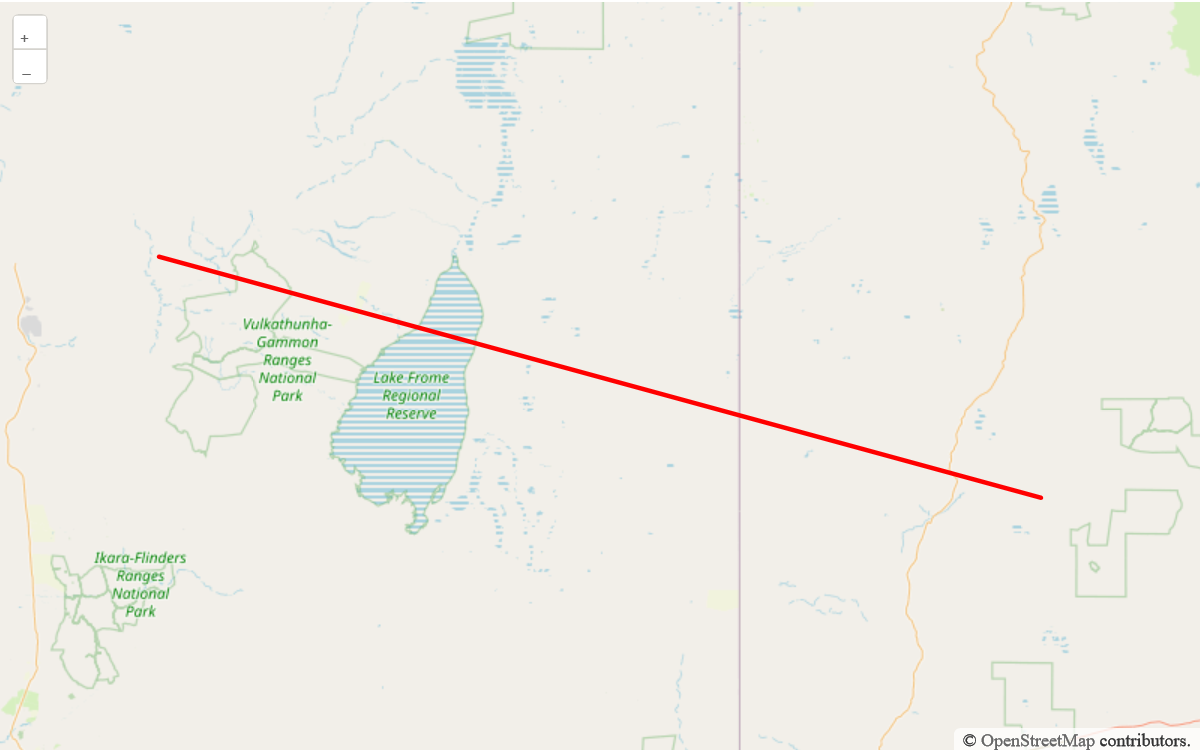 +
–
Vulkathunha-
Gammon
Ranges
National
Park
Lake Frome
Regional
Reserve
Ikara-Flinders
Ranges
National
Park
© OpenStreetMap contributors.